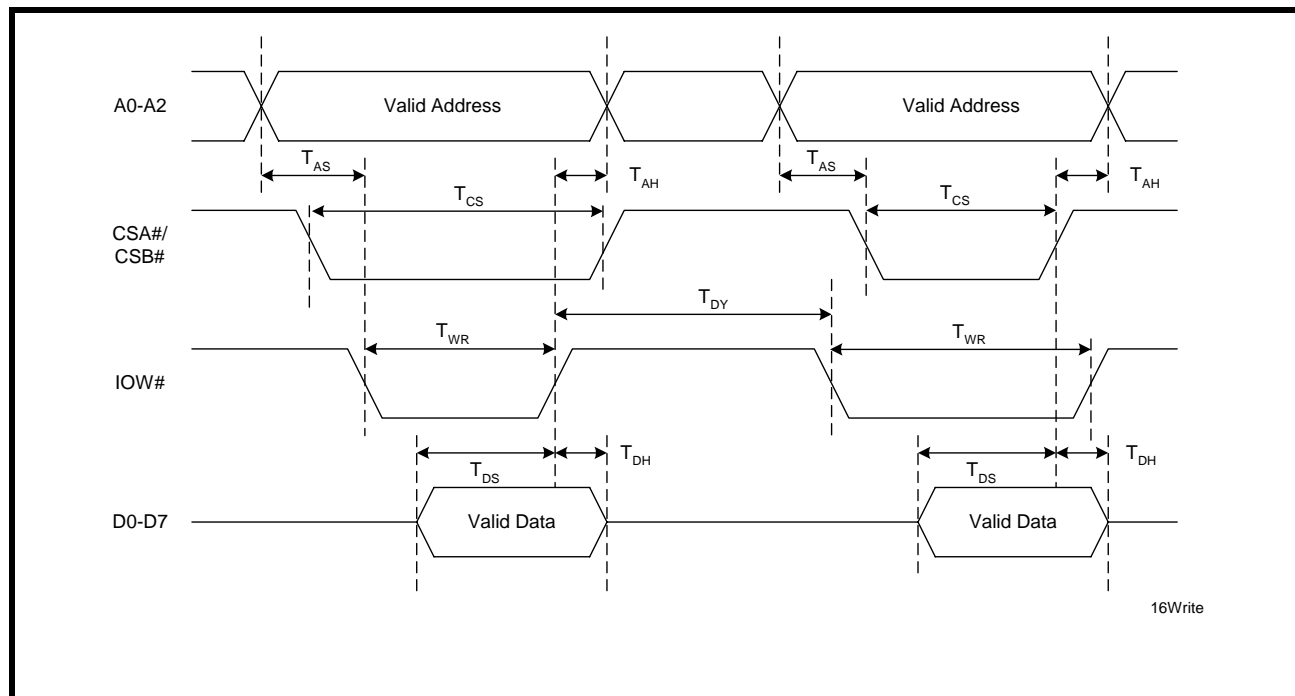 A0-A2
Valid Address
Valid Address
TAS
TAH
TAS
TAH
TCS
TCS
CSA#/
CSB#
TDY
TWR
TWR
IOW#
TDS
TDH
TDS
TDH
D0-D7
Valid Data
Valid Data
16Write